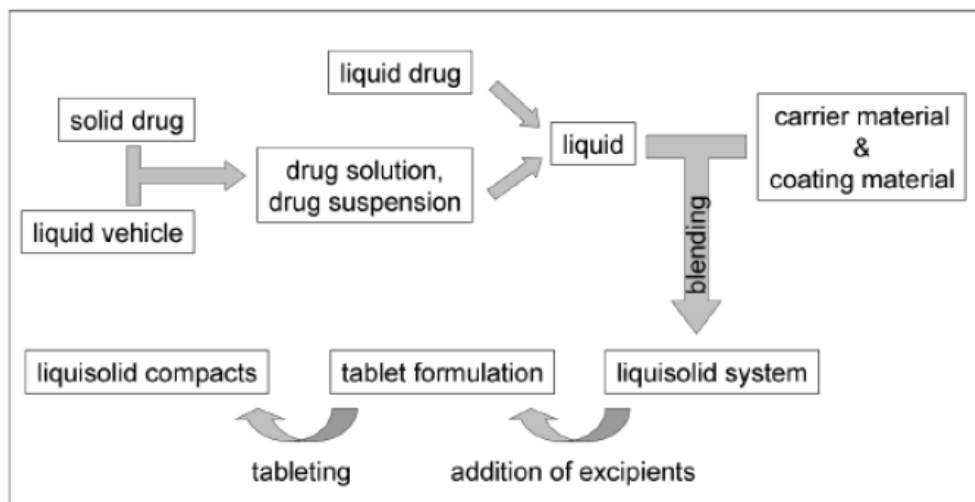 liquid drug
solid drug
liquid vehicle
drug solution,
drug suspension
liquid
carrier material
&
coating material
blending
liquisolid compacts
tablet formulation
liquisolid system
tableting
addition of excipients